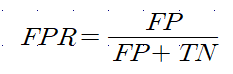 FPR = FP / (FP + TN)